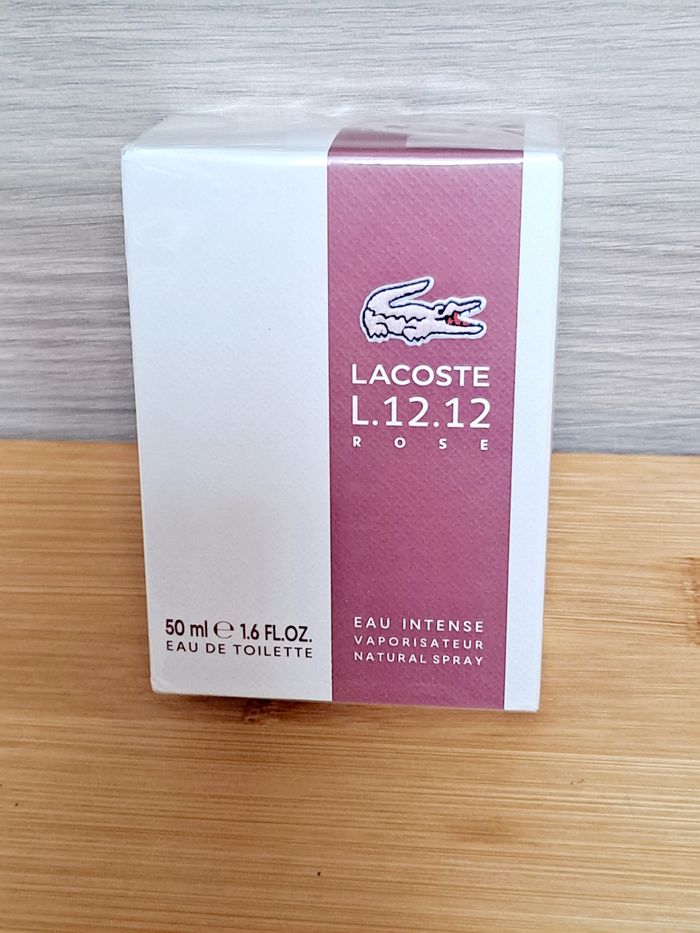 LACOSTE
L.12.12
ROSE
50 ml ℮ 1.6 FL.OZ.
EAU DE TOILETTE
EAU INTENSE
VAPORISATEUR
NATURAL SPRAY